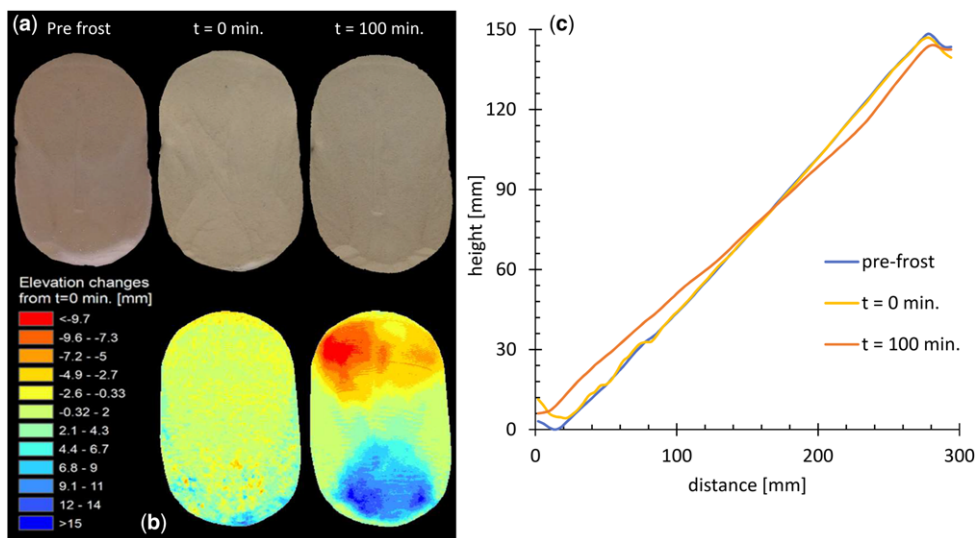 (a) Pre frost t = 0 min. t = 100 min.
Elevation changes
from t=0 min. [mm]
<-9.7
-9.6 - -7.3
-7.2 - -5
-4.9 - -2.7
-2.6 - -0.33
-0.32 - 2
2.1 - 4.3
4.4 - 6.7
6.8 - 9
9.1 - 11
12 - 14
>15
(b)
(c)
150
120
90
60
30
0
height [mm]
0 100 200 300
distance [mm]
pre-frost
t = 0 min.
t = 100 min.